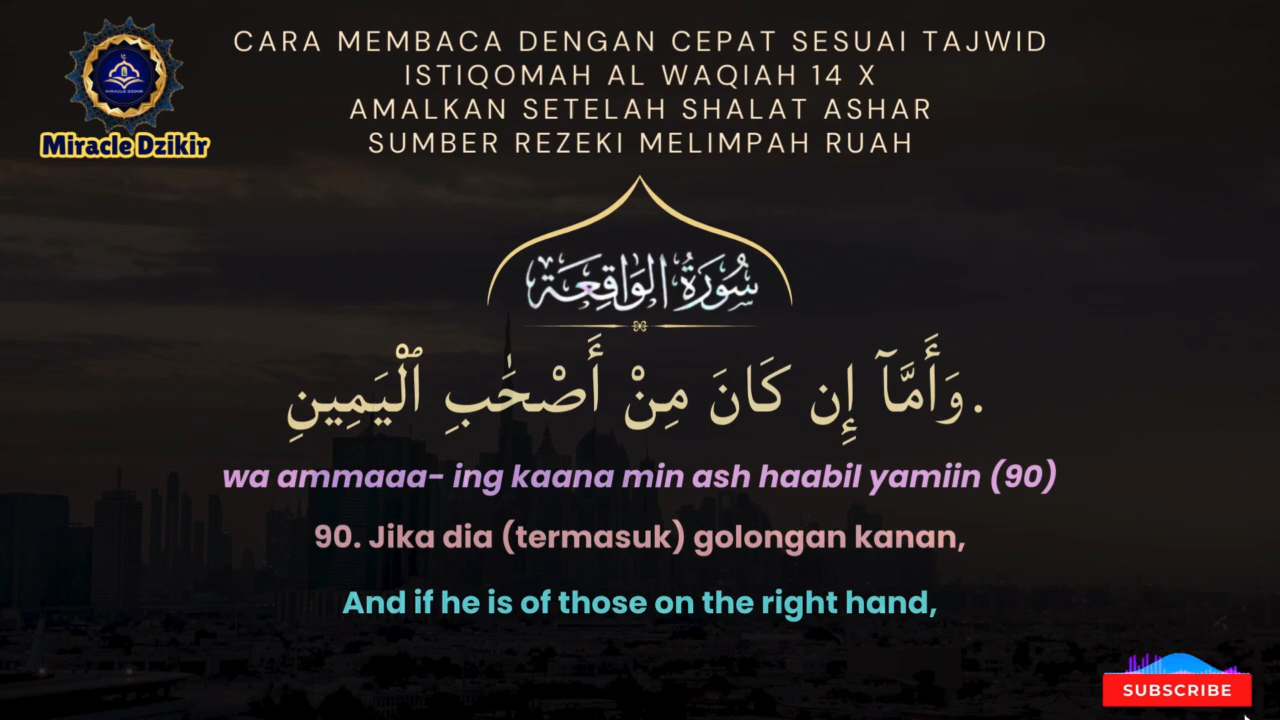 CARA MEMBACA DENGAN CEPAT SESUAI TAJWID
ISTIQOMAH AL WAQIAH 14 X
AMALKAN SETELAH SHALAT ASHAR
SUMBER REZEKI MELIMPAH RUAH
MIRACLE DZIKIR
Miracle Dzikir
سُورَةُ الوَاقِعَة
وَأَمَّآ إِن كَانَ مِنْ أَصْحَٰبِ ٱلْيَمِينِ.
wa ammaaa- ing kaana min ash haabil yamiin (90)
90. Jika dia (termasuk) golongan kanan,
And if he is of those on the right hand,
SUBSCRIBE